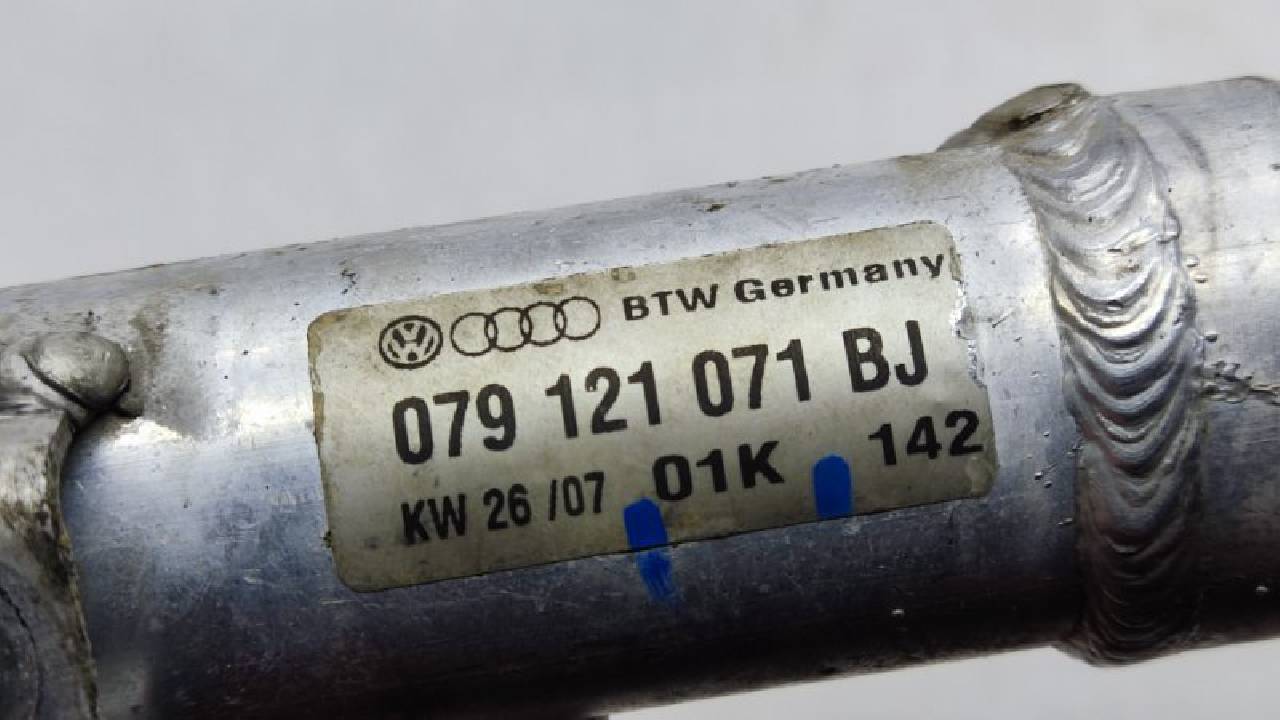 BTW Germany
079 121 071 BJ
KW 26 /07 01K 142